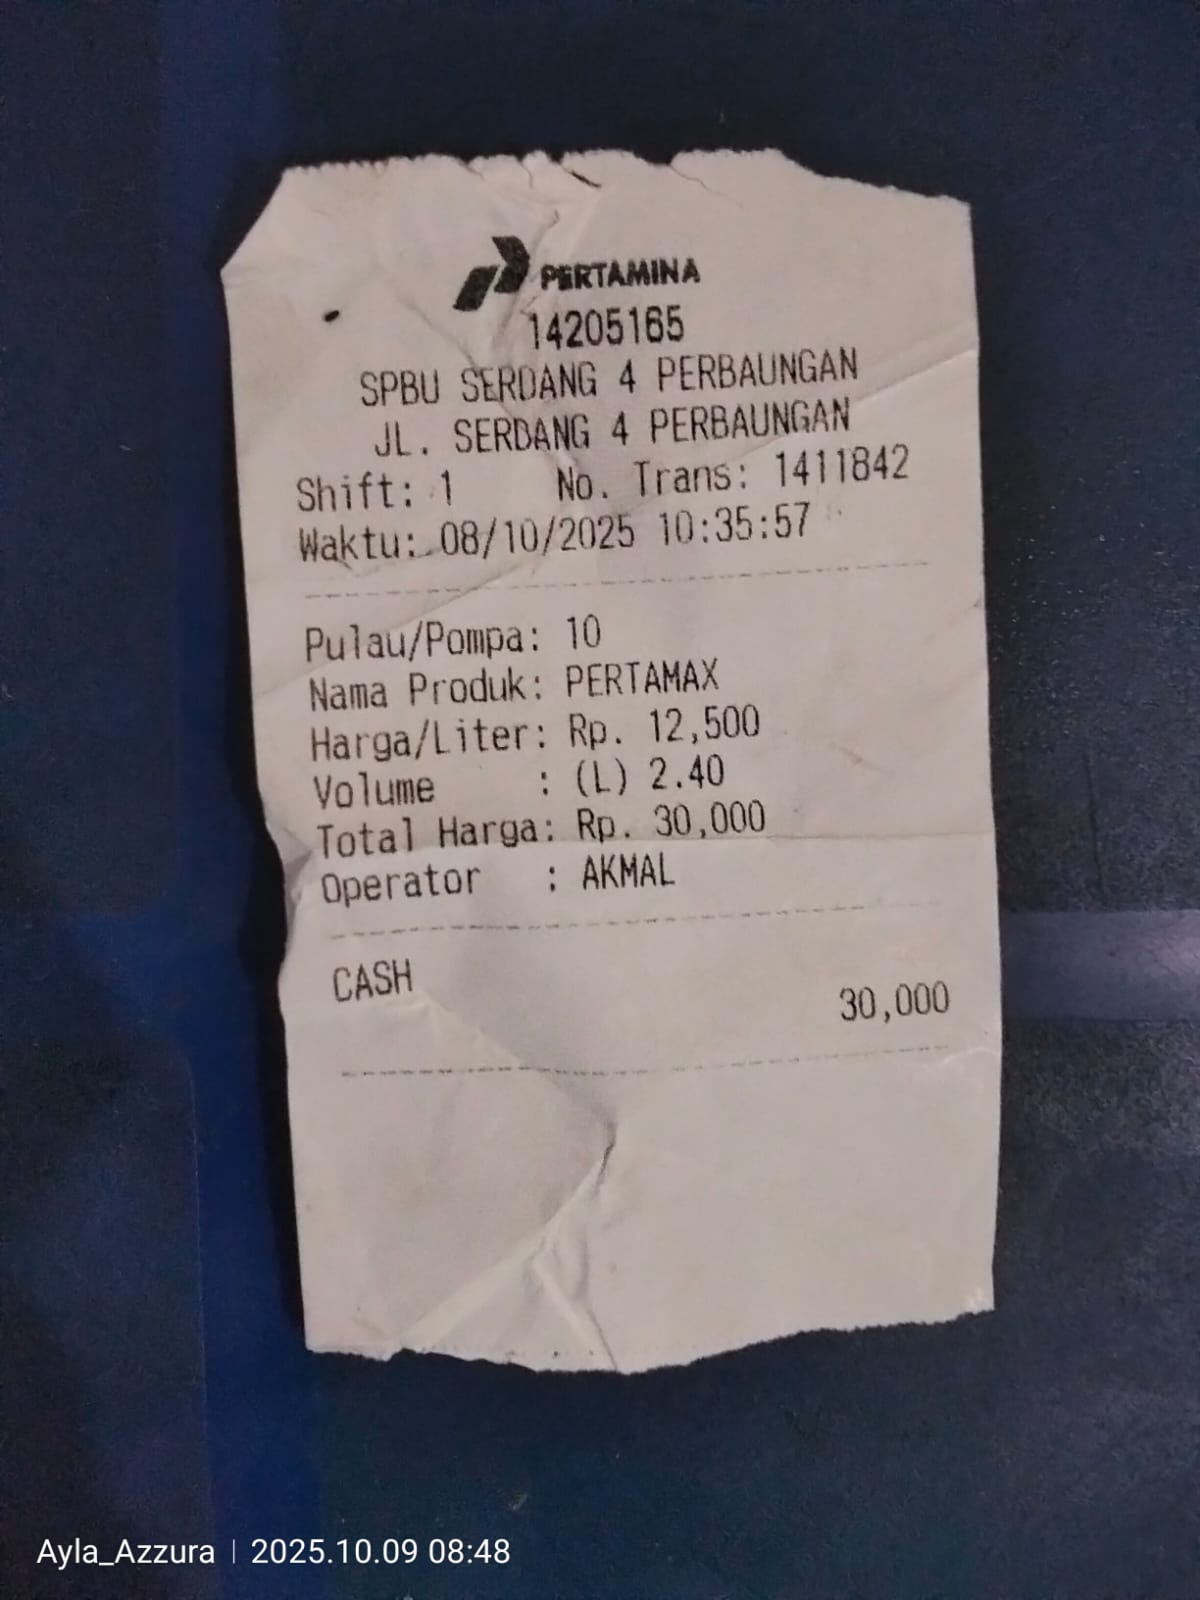 PERTAMINA
14205165
SPBU SERDANG 4 PERBAUNGAN
JL. SERDANG 4 PERBAUNGAN
Shift: 1 No. Trans: 1411842
Waktu: 08/10/2025 10:35:57
Pulau/Pompa: 10
Nama Produk: PERTAMAX
Harga/Liter: Rp. 12,500
Volume : (L) 2.40
Total Harga: Rp. 30,000
Operator : AKMAL
CASH
30,000
Ayla_Azzura | 2025.10.09 08:48